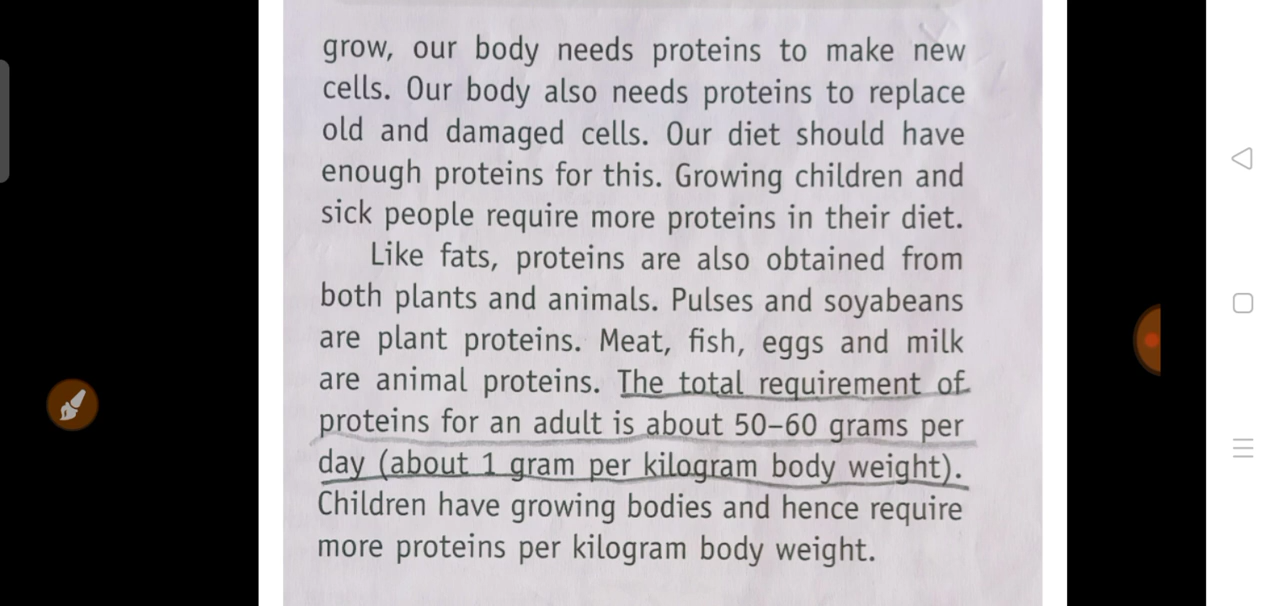 grow, our body needs proteins to make new
cells. Our body also needs proteins to replace
old and damaged cells. Our diet should have
enough proteins for this. Growing children and
sick people require more proteins in their diet.
Like fats, proteins are also obtained from
both plants and animals. Pulses and soyabeans
are plant proteins. Meat, fish, eggs and milk
are animal proteins. The total requirement of
proteins for an adult is about 50–60 grams per
day (about 1 gram per kilogram body weight).
Children have growing bodies and hence require
more proteins per kilogram body weight.